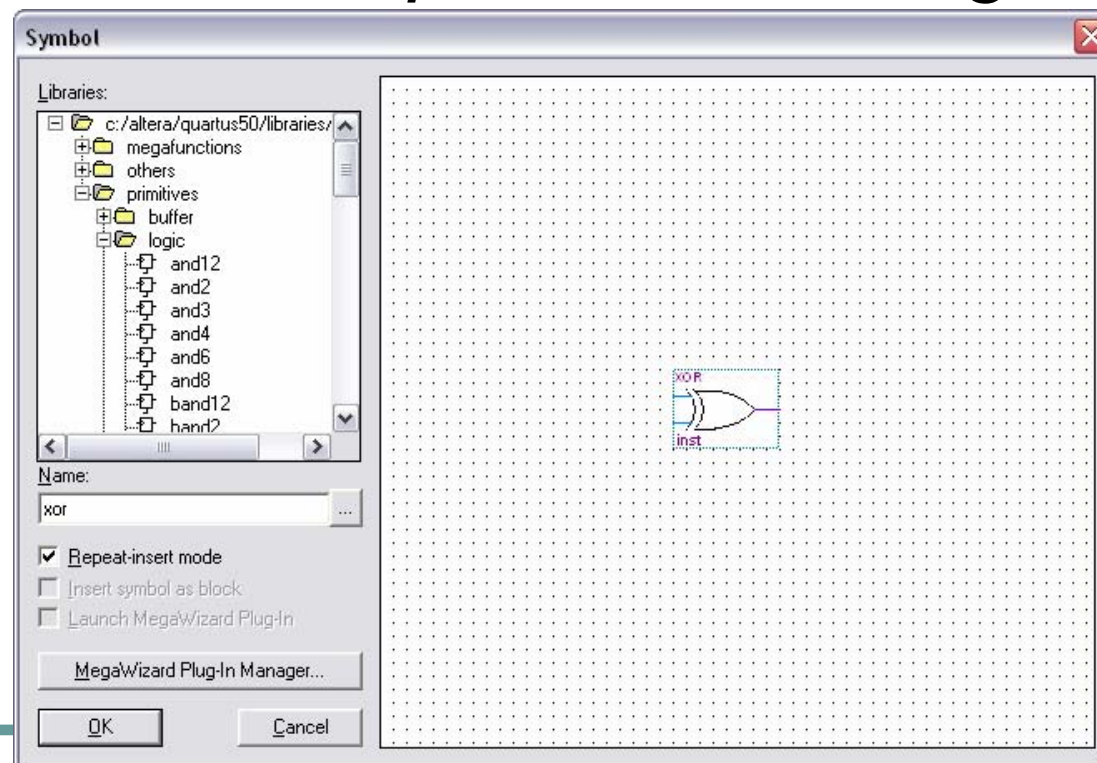 Symbol
Libraries:
c:/altera/quartus50/libraries/
megafunctions
others
primitives
buffer
logic
and12
and2
and3
and4
and6
and8
band12
band2
Name:
xor
...
Repeat-insert mode
Insert symbol as block
Launch MegaWizard Plug-In
MegaWizard Plug-In Manager...
OK Cancel
XOR
inst